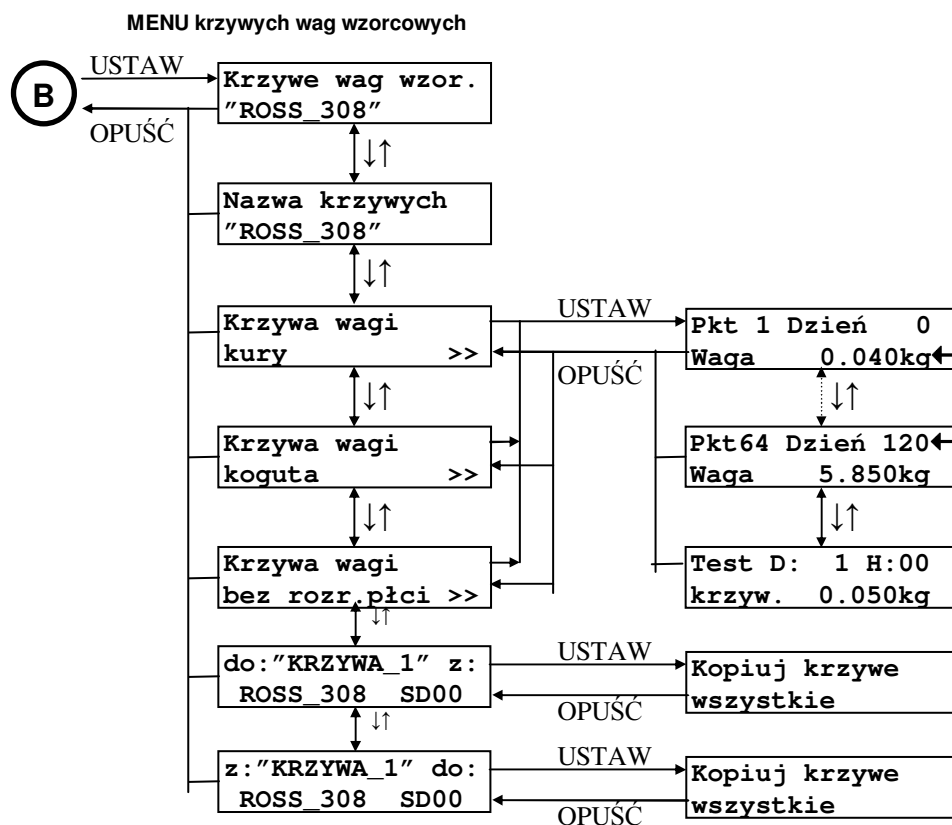 MENU krzywych wag wzorcowych
B
USTAW
OPUŚĆ
Krzywe wag wzor.
”ROSS_308”
↓↑
Nazwa krzywych
”ROSS_308”
↓↑
Krzywa wagi
kury >>
USTAW
OPUŚĆ
Pkt 1 Dzień 0
Waga 0.040kg
↓↑
↓↑
Krzywa wagi
koguta >>
Pkt64 Dzień 120
Waga 5.850kg
↓↑
↓↑
Krzywa wagi
bez rozr.płci >>
Test D: 1 H:00
krzyw. 0.050kg
↓↑
do:”KRZYWA_1” z:
ROSS_308 SD00
USTAW
OPUŚĆ
Kopiuj krzywe
wszystkie
↓↑
z:”KRZYWA_1” do:
ROSS_308 SD00
USTAW
OPUŚĆ
Kopiuj krzywe
wszystkie